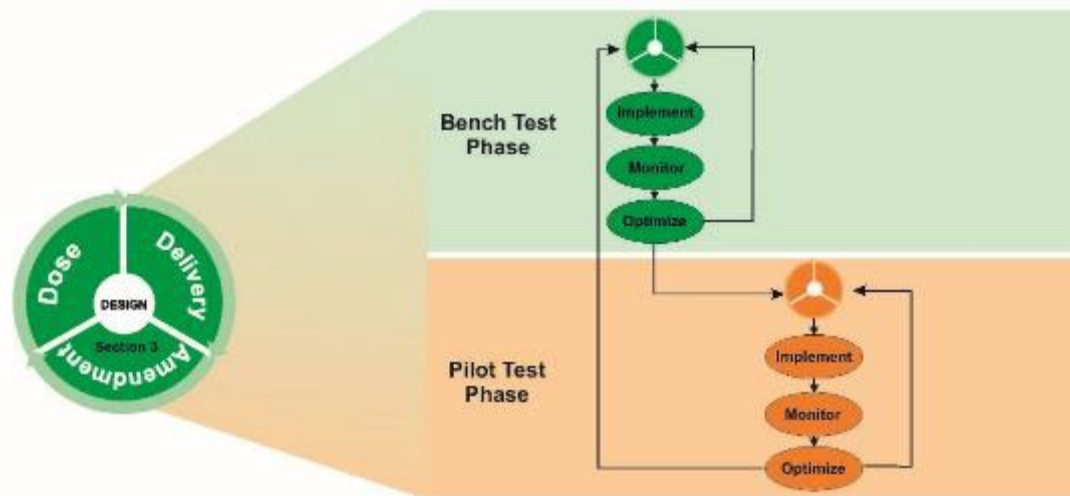 Dose
Delivery
DESIGN
Section 3
Amendment
Bench Test
Phase
Implement
Monitor
Optimize
Pilot Test
Phase
Implement
Monitor
Optimize